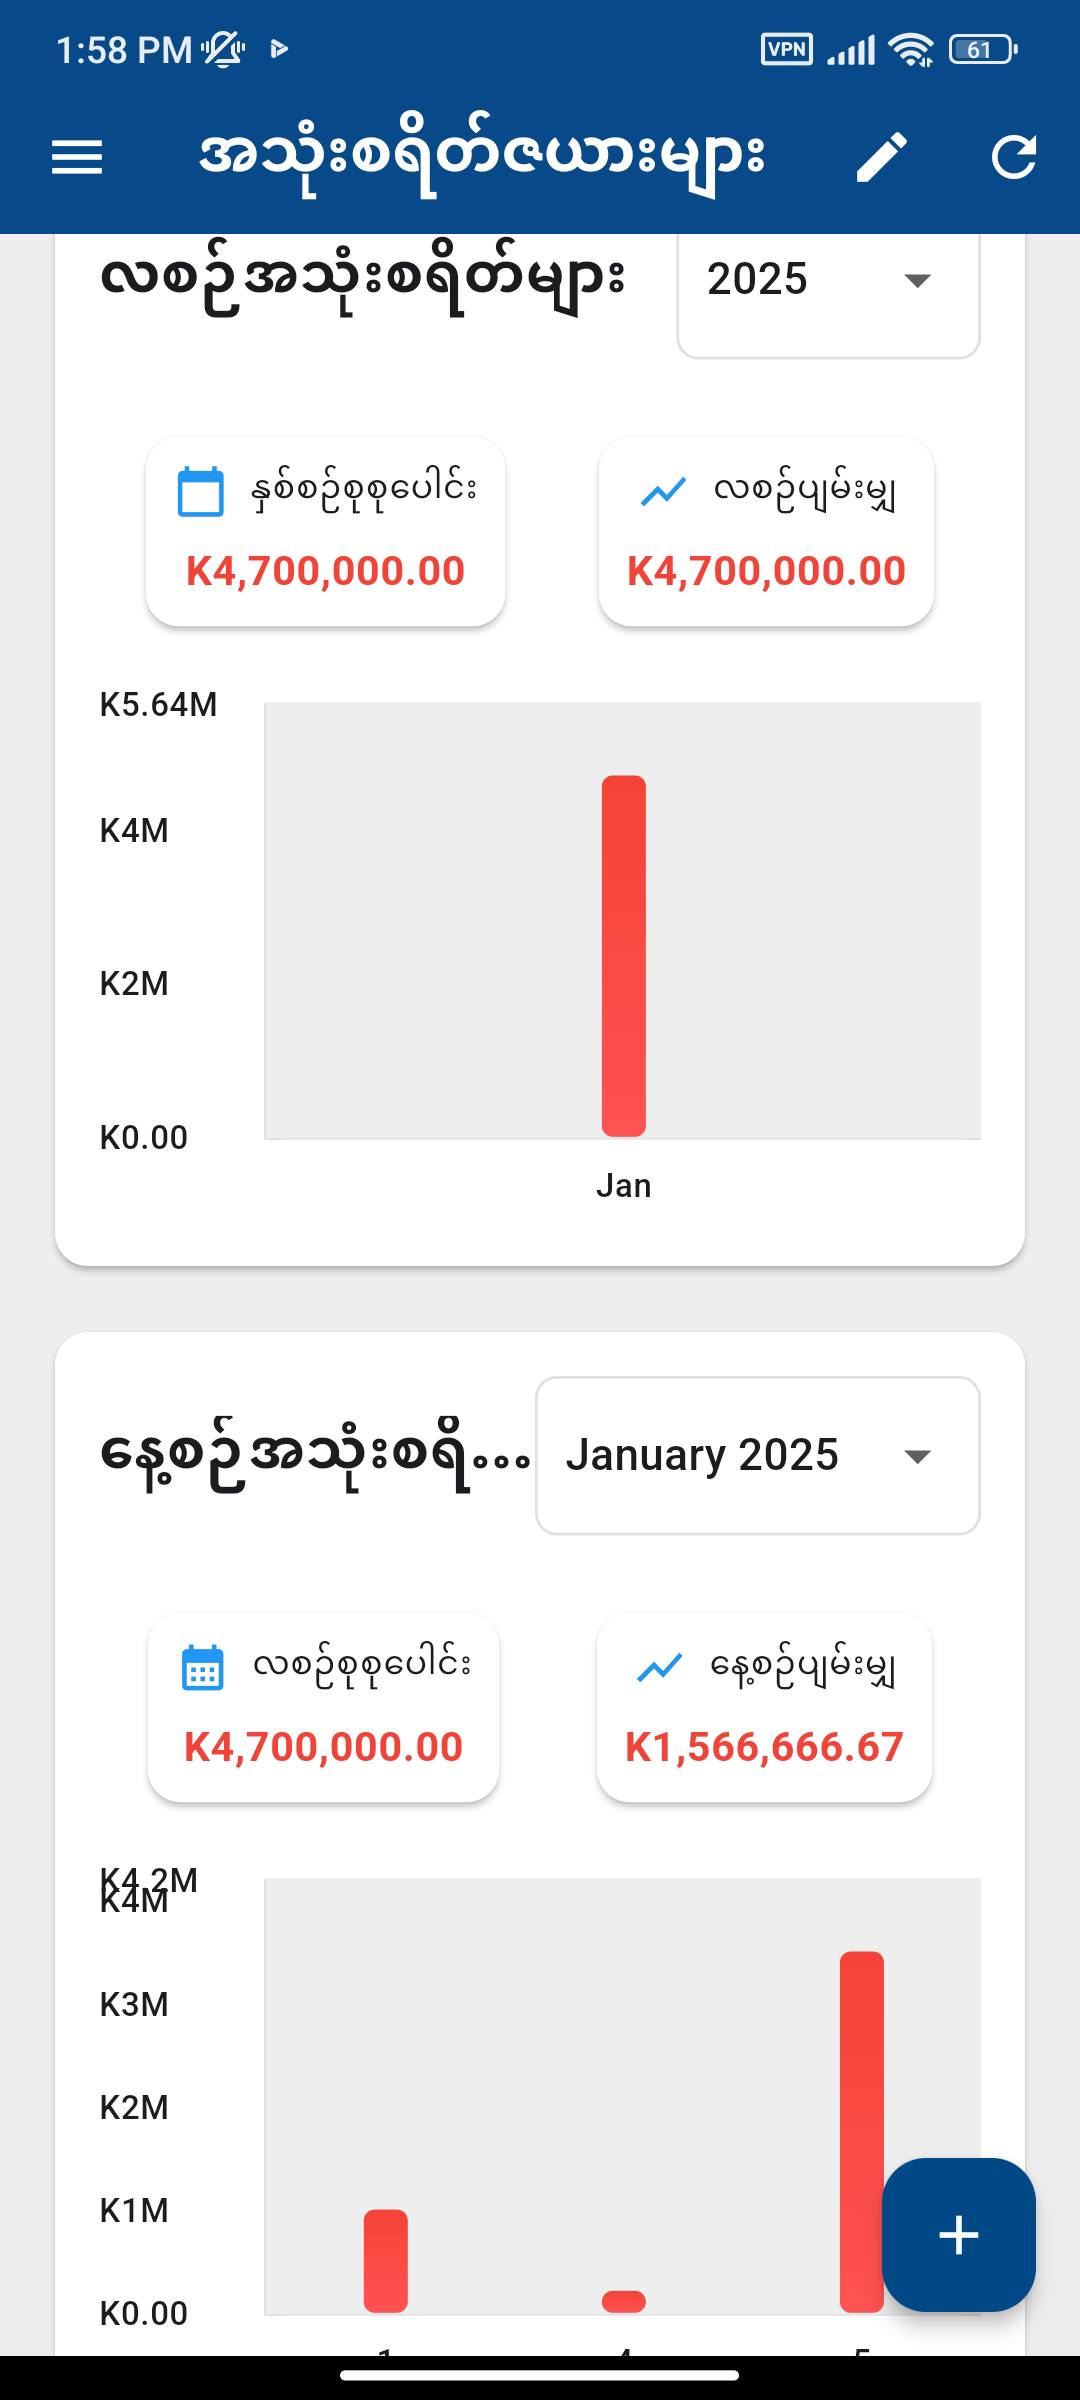 1:58 PM
VPN
61
အသုံးစရိတ်ဇယားများ
လစဉ်အသုံးစရိတ်များ
2025
နှစ်စဉ်စုစုပေါင်း
K4,700,000.00
လစဉ်ပျမ်းမျှ
K4,700,000.00
K5.64M
K4M
K2M
K0.00
Jan
နေ့စဉ်အသုံးစရိ...
January 2025
လစဉ်စုစုပေါင်း
K4,700,000.00
နေ့စဉ်ပျမ်းမျှ
K1,566,666.67
K4.2M
K4M
K3M
K2M
K1M
K0.00
1 4 5